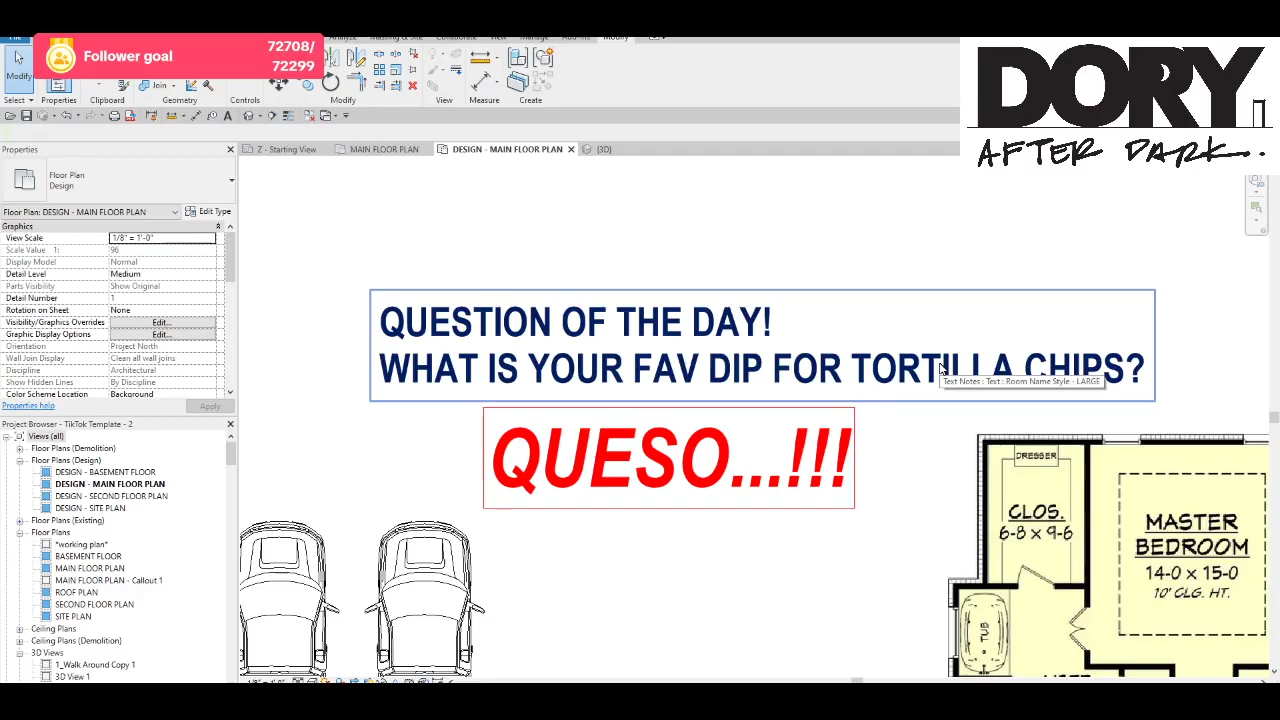 Follower goal
72708/
72299
DORY
AFTER DARK.
Modify
Select
Properties
Clipboard
Join
Geometry
Controls
Modify
View
Measure
Create
Properties
Z - Starting View
MAIN FLOOR PLAN
DESIGN - MAIN FLOOR PLAN
{3D}
Floor Plan
Design
Floor Plan: DESIGN - MAIN FLOOR PLAN
Edit Type
Graphics
View Scale
1/8" = 1'-0"
Scale Value 1:
96
Display Model
Normal
Detail Level
Medium
Parts Visibility
Show Original
Detail Number
1
Rotation on Sheet
None
Visibility/Graphics Overrides
Edit...
Graphic Display Options
Edit...
Orientation
Project North
Wall Join Display
Clean all wall joins
Discipline
Architectural
Show Hidden Lines
By Discipline
Color Scheme Location
Background
Properties help
Apply
Project Browser - TikTok Template - 2
Views (all)
Floor Plans (Demolition)
Floor Plans (Design)
DESIGN - BASEMENT FLOOR
DESIGN - MAIN FLOOR PLAN
DESIGN - SECOND FLOOR PLAN
DESIGN - SITE PLAN
Floor Plans (Existing)
Floor Plans
*working plan*
BASEMENT FLOOR
MAIN FLOOR PLAN
MAIN FLOOR PLAN - Callout 1
ROOF PLAN
SECOND FLOOR PLAN
SITE PLAN
Ceiling Plans
Ceiling Plans (Demolition)
3D Views
1_Walk Around Copy 1
3D View 1
QUESTION OF THE DAY!
WHAT IS YOUR FAV DIP FOR TORTILLA CHIPS?
Text Notes : Text : Room Name Style - LARGE
QUESO...!!!
DRESSER
CLOS.
6-8 x 9-6
MASTER
BEDROOM
14-0 x 15-0
10' CLG. HT.
TUB
1/8" = 1'-0"